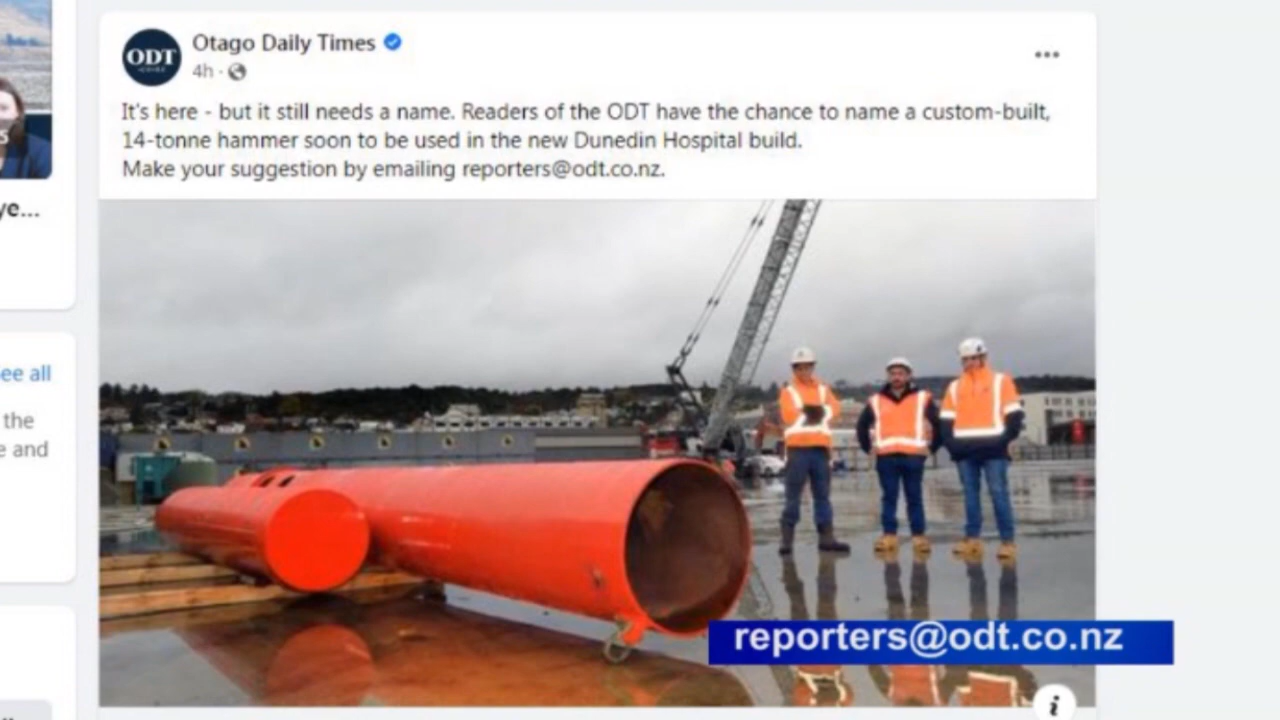 ODT
Otago Daily Times
4h ·
It's here - but it still needs a name. Readers of the ODT have the chance to name a custom-built,
14-tonne hammer soon to be used in the new Dunedin Hospital build.
Make your suggestion by emailing reporters@odt.co.nz.
ye...
ee all
the
e and
reporters@odt.co.nz
i